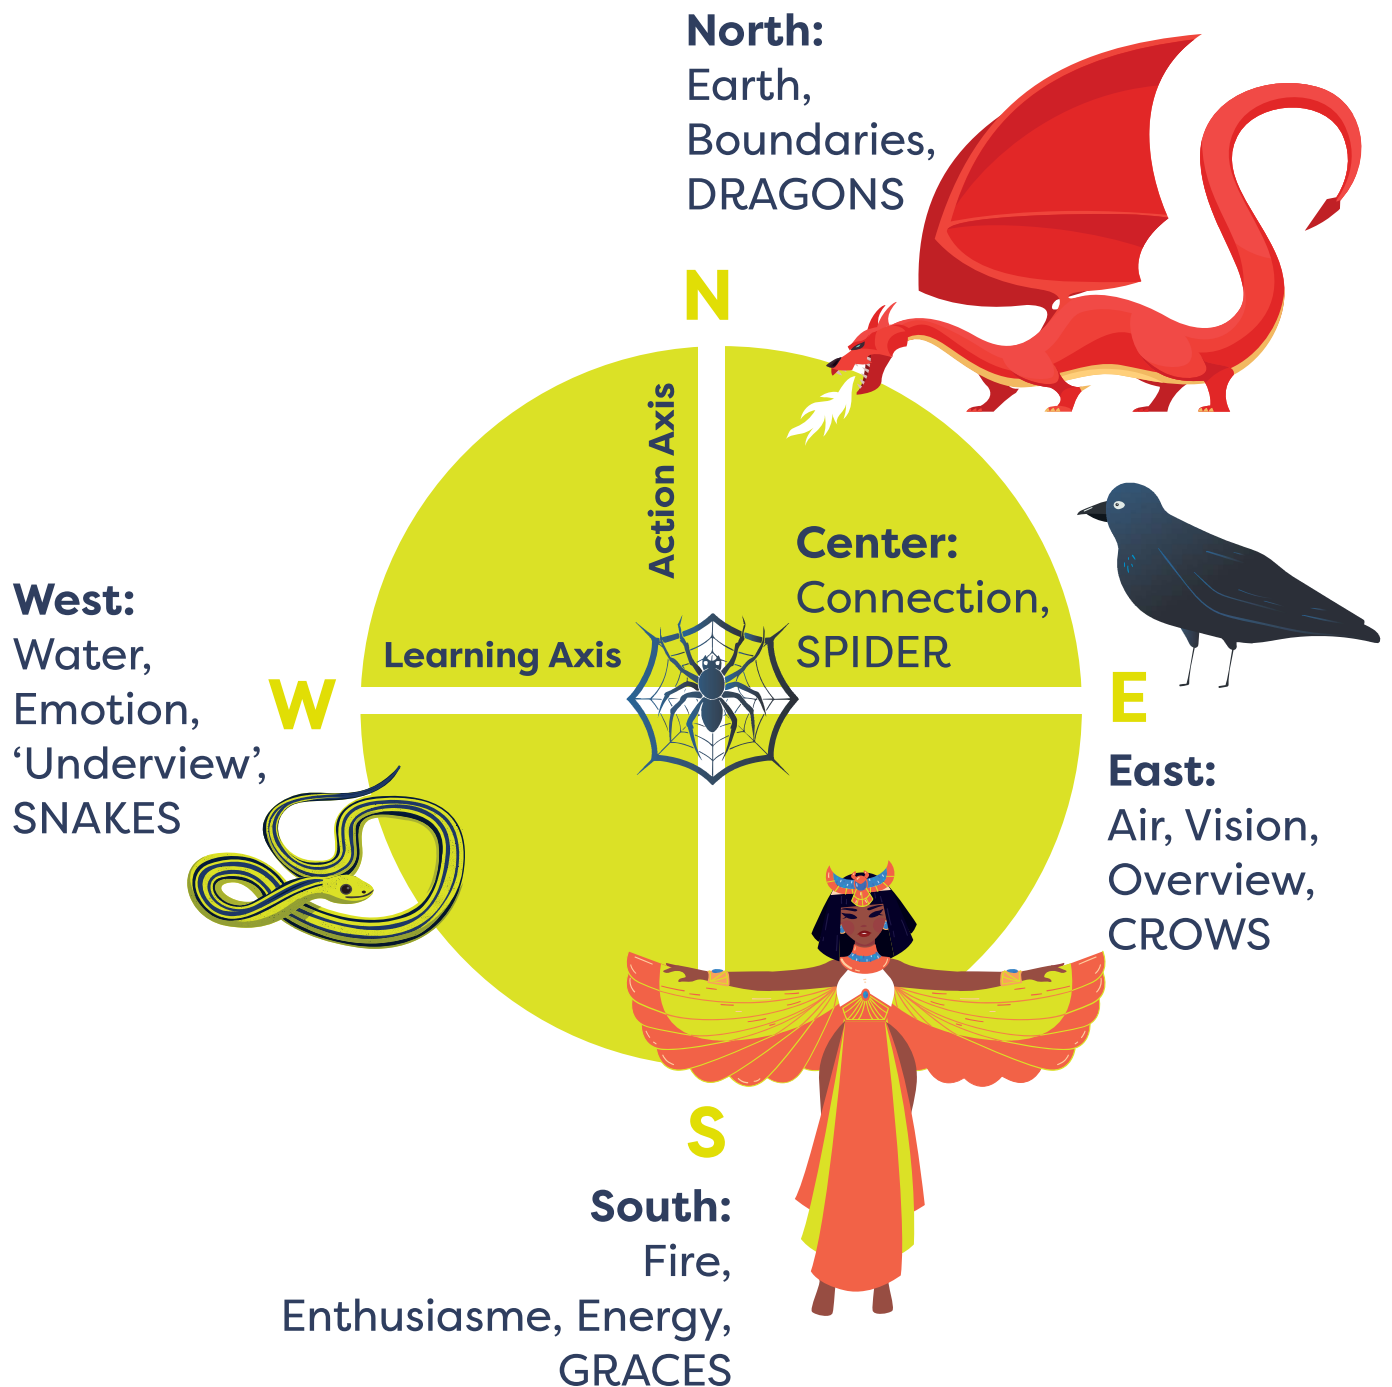 North:
Earth,
Boundaries,
DRAGONS
N
Action Axis
Center:
Connection,
SPIDER
Learning Axis
West:
Water,
Emotion,
‘Underview’,
SNAKES
W
E
East:
Air, Vision,
Overview,
CROWS
S
South:
Fire,
Enthusiasme, Energy,
GRACES